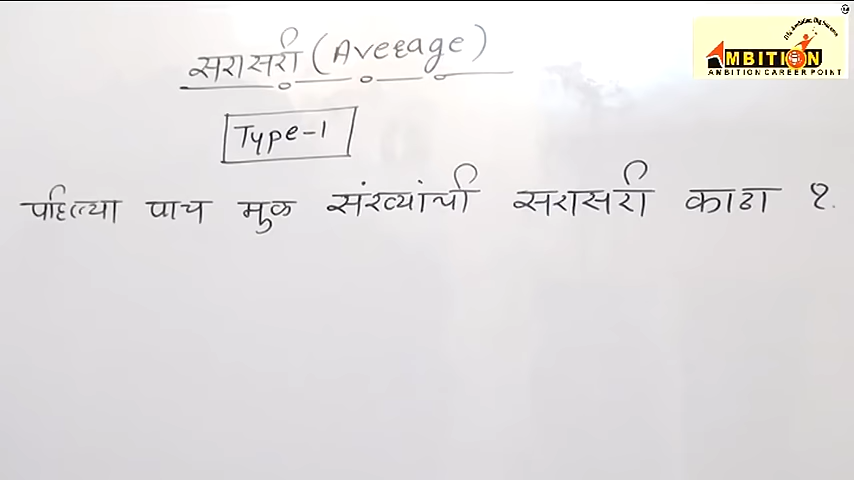 सरासरी (Average)
Type-1
पहिल्या पाच मुळ संख्यांची सरासरी काढा ?.
AMBITION
AMBITION CAREER POINT